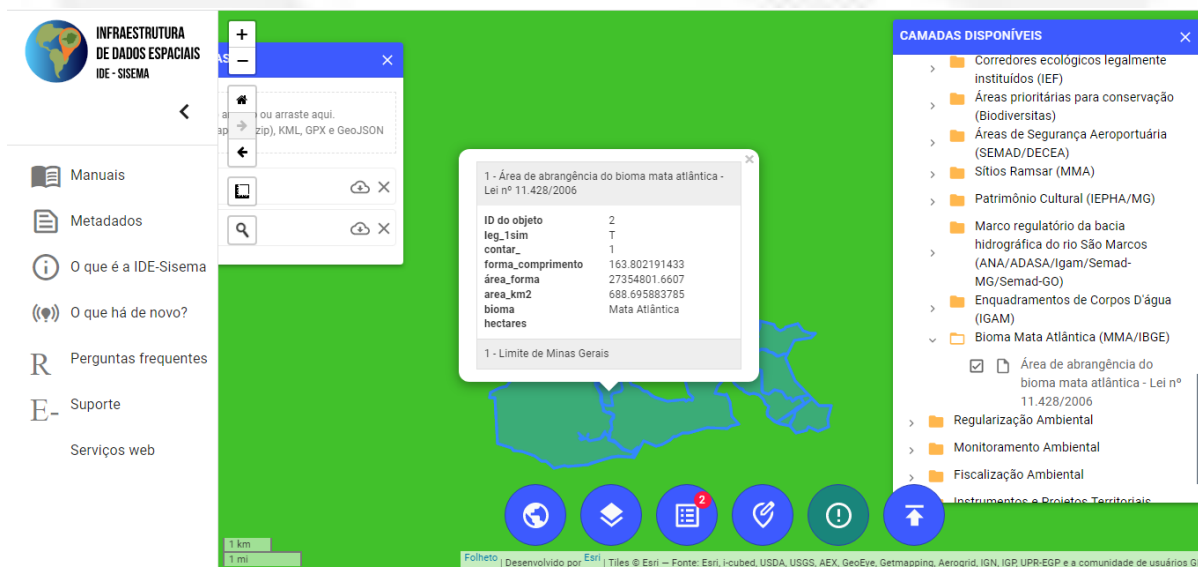 INFRAESTRUTURA
DE DADOS ESPACIAIS
IDE - SISEMA
Manuais
Metadados
O que é a IDE-Sisema
O que há de novo?
R Perguntas frequentes
E- Suporte
Serviços web
+
−
AS
ou arraste aqui.
zip), KML, GPX e GeoJSON
1 - Área de abrangência do bioma mata atlântica -
Lei nº 11.428/2006
ID do objeto 2
leg_1sim T
contar_ 1
forma_comprimento 163.802191433
área_forma 27354801.6607
area_km2 688.695883785
bioma Mata Atlântica
hectares
1 - Limite de Minas Gerais
CAMADAS DISPONÍVEIS
Corredores ecológicos legalmente
instituídos (IEF)
Áreas prioritárias para conservação
(Biodiversitas)
Áreas de Segurança Aeroportuária
(SEMAD/DECEA)
Sítios Ramsar (MMA)
Patrimônio Cultural (IEPHA/MG)
Marco regulatório da bacia
hidrográfica do rio São Marcos
(ANA/ADASA/Igam/Semad-
MG/Semad-GO)
Enquadramentos de Corpos D'água
(IGAM)
Bioma Mata Atlântica (MMA/IBGE)
Área de abrangência do
bioma mata atlântica - Lei nº
11.428/2006
Regularização Ambiental
Monitoramento Ambiental
Fiscalização Ambiental
Instrumentos e Projetos Territoriais
2
1 km
1 mi
Folheto | Desenvolvido por Esri | Tiles © Esri — Fonte: Esri, i-cubed, USDA, USGS, AEX, GeoEye, Getmapping, Aerogrid, IGN, IGP, UPR-EGP e a comunidade de usuários